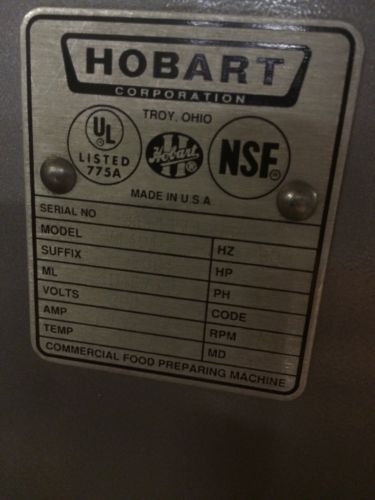 HOBART
CORPORATION
TROY, OHIO
UL
LISTED
775A
H
Hobart
NSF
MADE IN U.S.A
SERIAL NO
MODEL
SUFFIX HZ
ML HP
VOLTS PH
AMP CODE
TEMP RPM
MD
COMMERCIAL FOOD PREPARING MACHINE